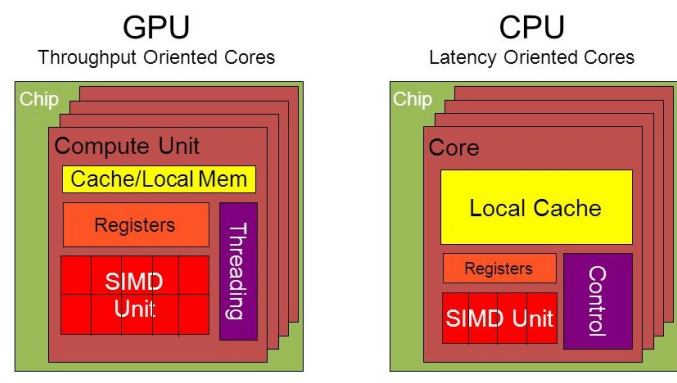 GPU
Throughput Oriented Cores
Chip
Compute Unit
Cache/Local Mem
Registers
Threading
SIMD
Unit
CPU
Latency Oriented Cores
Chip
Core
Local Cache
Registers
Control
SIMD Unit